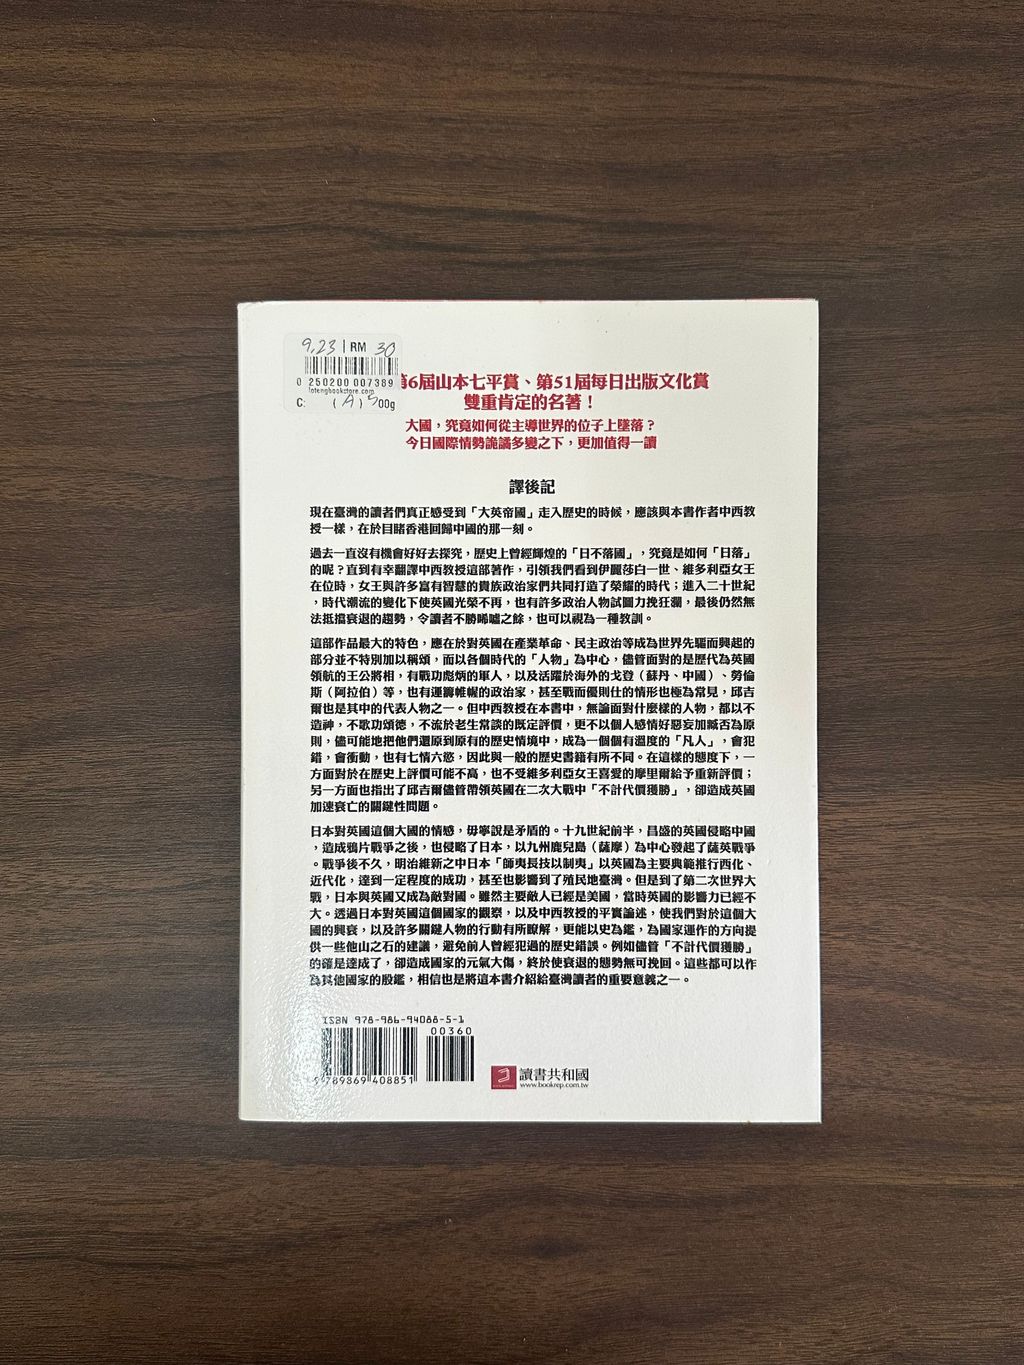 9,23 | RM 30
0 250200 007389
lotengbookstore.com
C: (A) 500g
第6屆山本七平賞、第51屆每日出版文化賞
雙重肯定的名著！
大國，究竟如何從主導世界的位子上墜落？
今日國際情勢詭譎多變之下，更加值得一讀
譯後記
現在臺灣的讀者們真正感受到「大英帝國」走入歷史的時候，應該與本書作者中西教
授一樣，在於目睹香港回歸中國的那一刻。
過去一直沒有機會好好去探究，歷史上曾經輝煌的「日不落國」，究竟是如何「日落」
的呢？直到有幸翻譯中西教授這部著作，引領我們看到伊麗莎白一世、維多利亞女王
在位時，女王與許多富有智慧的貴族政治家們共同打造了榮耀的時代；進入二十世紀
，時代潮流的變化下使英國光榮不再，也有許多政治人物試圖力挽狂瀾，最後仍然無
法抵擋衰退的趨勢，令讀者不勝晞噓之餘，也可以視為一種教訓。
這部作品最大的特色，應在於對英國在產業革命、民主政治等成為世界先驅而興起的
部分並不特別加以稱頌，而以各個時代的「人物」為中心，儘管面對的是歷代為英國
領航的王公將相，有戰功彪炳的軍人，以及活躍於海外的戈登（蘇丹、中國）、勞倫
斯（阿拉伯）等，也有運籌帷幄的政治家，甚至戰而優則仕的情形也極為常見，邱吉
爾也是其中的代表人物之一。但中西教授在本書中，無論面對什麼樣的人物，都以不
造神，不歌功頌德，不流於老生常談的既定評價，更不以個人感情好惡妄加臧否為原
則，儘可能地把他們還原到原有的歷史情境中，成為一個個有溫度的「凡人」，會犯
錯，會衝動，也有七情六慾，因此與一般的歷史書籍有所不同。在這樣的態度下，一
方面對於在歷史上評價可能不高，也不受維多利亞女王喜愛的摩里爾給予重新評價；
另一方面也指出了邱吉爾儘管帶領英國在二次大戰中「不計代價獲勝」，卻造成英國
加速衰亡的關鍵性問題。
日本對英國這個大國的情感，毋寧說是矛盾的。十九世紀前半，昌盛的英國侵略中國
，造成鴉片戰爭之後，也侵略了日本，以九州鹿兒島（薩摩）為中心發起了薩英戰爭
。戰爭後不久，明治維新之中日本「師夷長技以制夷」以英國為主要典範推行西化、
近代化，達到一定程度的成功，甚至也影響到了殖民地臺灣。但是到了第二次世界大
戰，日本與英國又成為敵對國。雖然主要敵人已經是美國，當時英國的影響力已經不
大。透過日本對英國這個國家的觀察，以及中西教授的平實論述，使我們對於這個大
國的興衰，以及許多關鍵人物的行動有所瞭解，更能以史為鑑，為國家運作的方向提
供一些他山之石的建議，避免前人曾經犯過的歷史錯誤。例如儘管「不計代價獲勝」
的確是達成了，卻造成國家的元氣大傷，終於使衰退的態勢無可挽回。這些都可以作
為其他國家的殷鑑，相信也是將這本書介紹給臺灣讀者的重要意義之一。
ISBN 978-986-94088-5-1
00360
9789869408851
讀書共和國
www.bookrep.com.tw